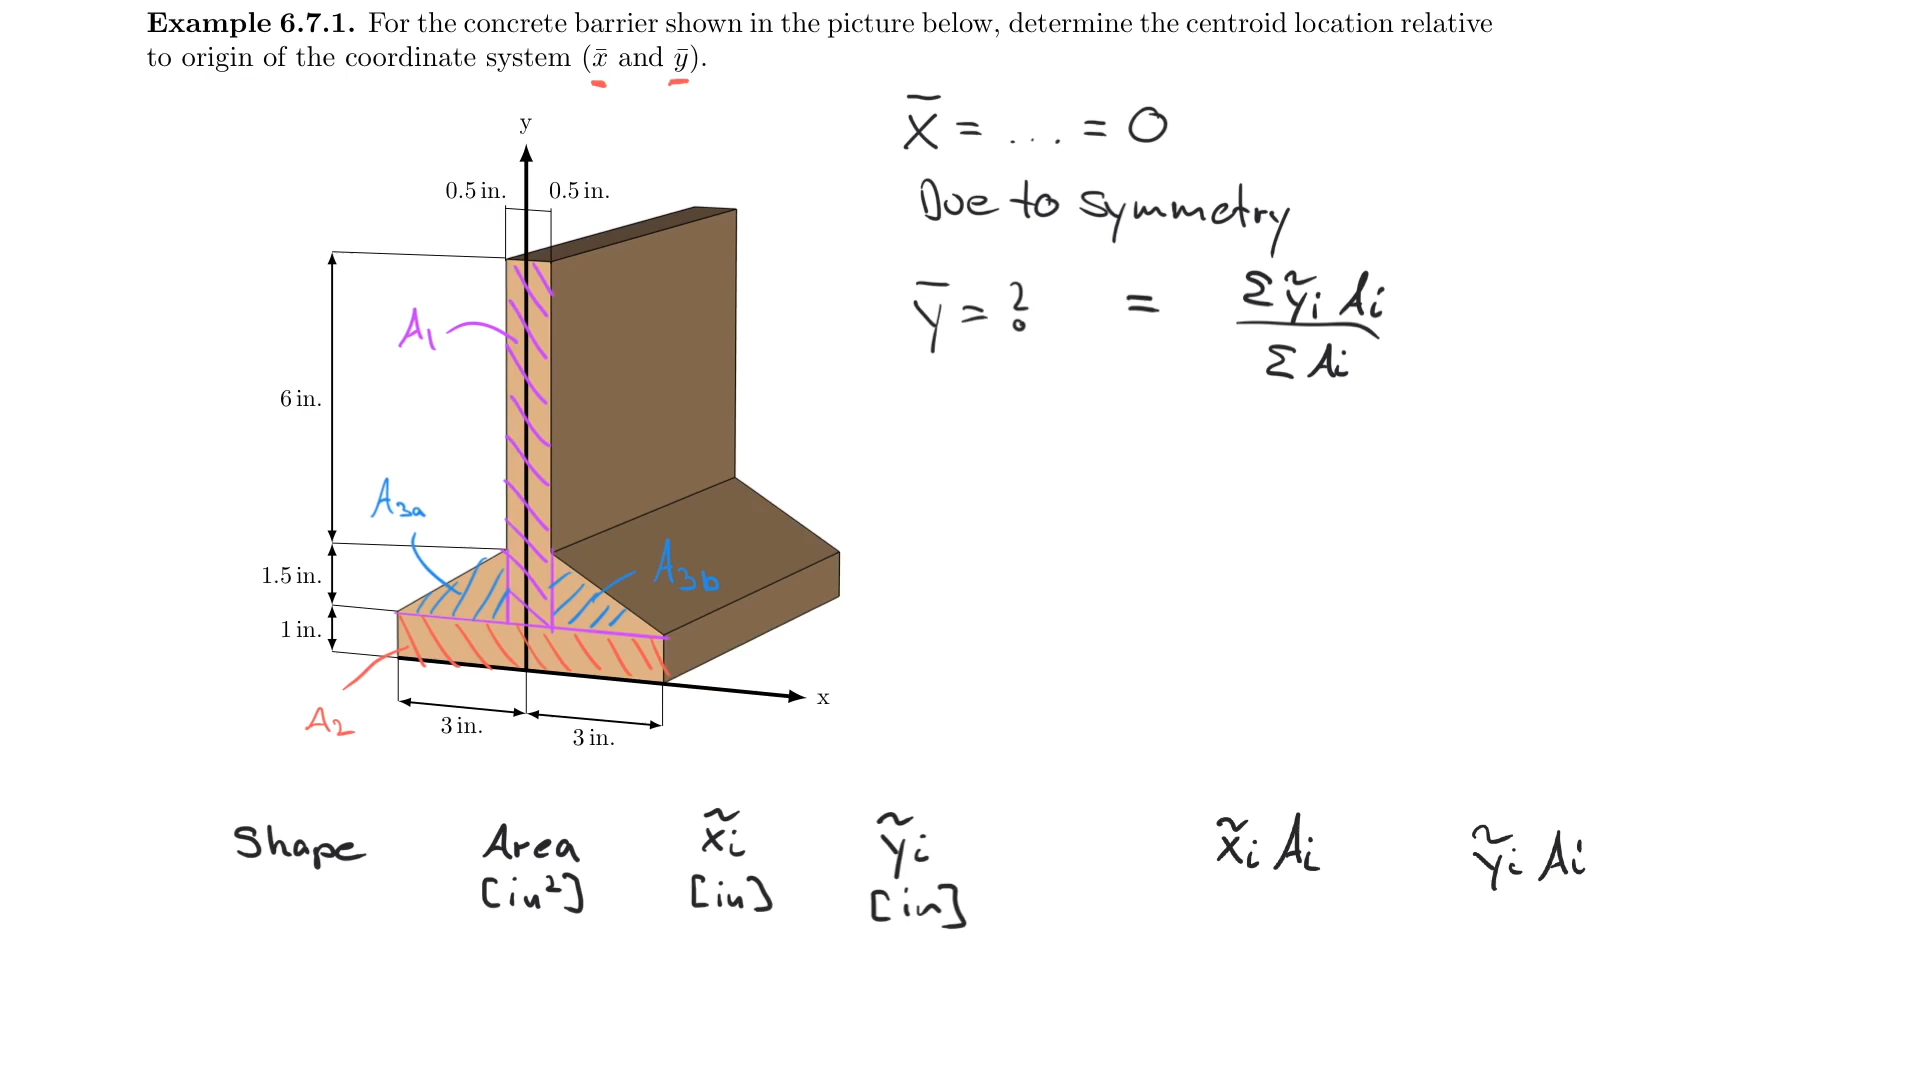 Example 6.7.1. For the concrete barrier shown in the picture below, determine the centroid location relative
to origin of the coordinate system (x̄ and ȳ).
x̄ = ... = 0
Due to symmetry
ȳ = ? = Σ ỹi Ai / Σ Ai
y
0.5 in. 0.5 in.
A1
6 in.
A3a
A3b
1.5 in.
1 in.
x
A2
3 in.
3 in.
Shape Area x̃i ỹi x̃i Ai ỹi Ai
[in²] [in] [in]